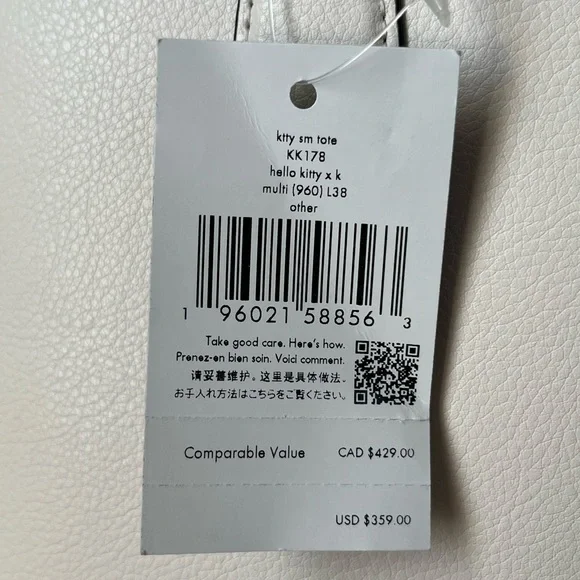 ktty sm tote
KK178
hello kitty x k
multi (960) L38
other
1 96021 58856 3
Take good care. Here's how.
Prenez-en bien soin. Voici comment.
请妥善维护。这里是具体做法。
お手入れ方法はこちらをご覧ください。
Comparable Value CAD $429.00
USD $359.00